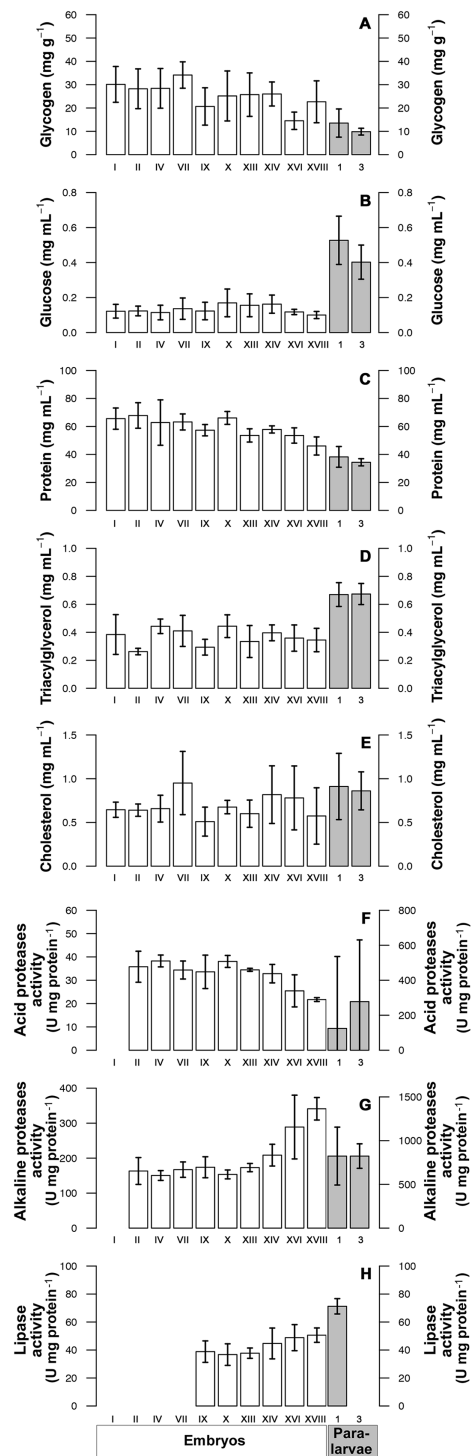 A
Glycogen (mg g⁻¹)
60
50
40
30
20
10
0
60
50
40
30
20
10
0
Glycogen (mg g⁻¹)
I II IV VII IX X XIII XIV XVI XVIII 1 3
B
Glucose (mg mL⁻¹)
0.8
0.6
0.4
0.2
0.0
0.8
0.6
0.4
0.2
0.0
Glucose (mg mL⁻¹)
I II IV VII IX X XIII XIV XVI XVIII 1 3
C
Protein (mg mL⁻¹)
100
80
60
40
20
0
100
80
60
40
20
0
Protein (mg mL⁻¹)
I II IV VII IX X XIII XIV XVI XVIII 1 3
D
Triacylglycerol (mg mL⁻¹)
1.0
0.8
0.6
0.4
0.2
0.0
1.0
0.8
0.6
0.4
0.2
0.0
Triacylglycerol (mg mL⁻¹)
I II IV VII IX X XIII XIV XVI XVIII 1 3
E
Cholesterol (mg mL⁻¹)
1.5
1.0
0.5
0.0
1.5
1.0
0.5
0.0
Cholesterol (mg mL⁻¹)
I II IV VII IX X XIII XIV XVI XVIII 1 3
F
Acid proteases
activity
(U mg protein⁻¹)
60
50
40
30
20
10
0
800
600
400
200
0
Acid proteases
activity
(U mg protein⁻¹)
I II IV VII IX X XIII XIV XVI XVIII 1 3
G
Alkaline proteases
activity
(U mg protein⁻¹)
400
300
200
100
0
1500
1000
500
0
Alkaline proteases
activity
(U mg protein⁻¹)
I II IV VII IX X XIII XIV XVI XVIII 1 3
H
Lipase
activity
(U mg protein⁻¹)
100
80
60
40
20
0
100
80
60
40
20
0
Lipase
activity
(U mg protein⁻¹)
I II IV VII IX X XIII XIV XVI XVIII 1 3
Embryos
Para-
larvae